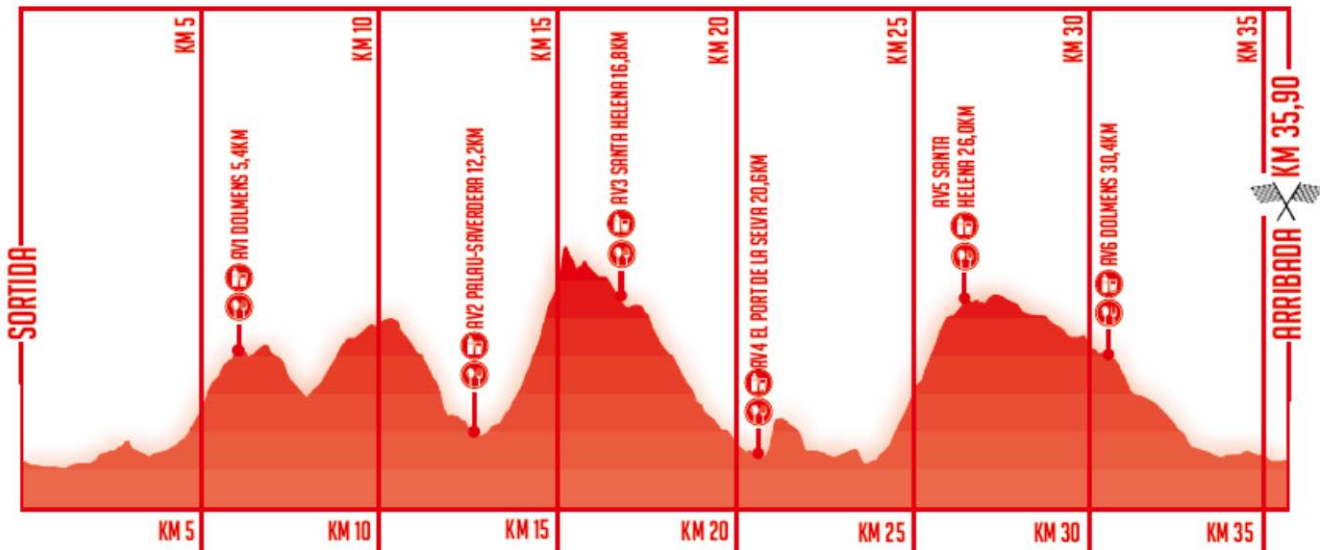 SORTIDA
KM 5
KM 10
KM 15
KM 20
KM 25
KM 30
KM 35
AV1 DOLMENS 5,4KM
AV2 PALAU-SAVERDERA 12,2KM
AV3 SANTA HELENA 16,8KM
AV4 EL PORT DE LA SELVA 20,6KM
AV5 SANTA
HELENA 26,0KM
AV6 DOLMENS 30,4KM
ARRIBADA KM 35,90
KM 5
KM 10
KM 15
KM 20
KM 25
KM 30
KM 35